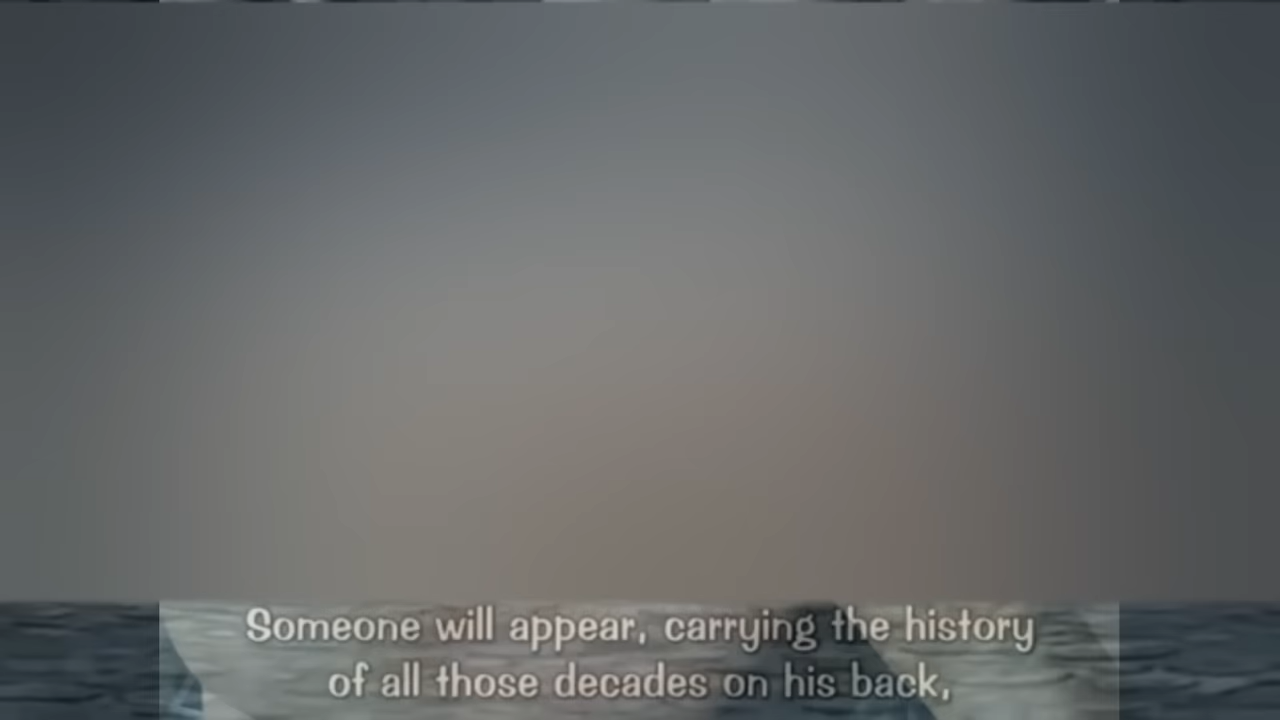 Someone will appear, carrying the history
of all those decades on his back,